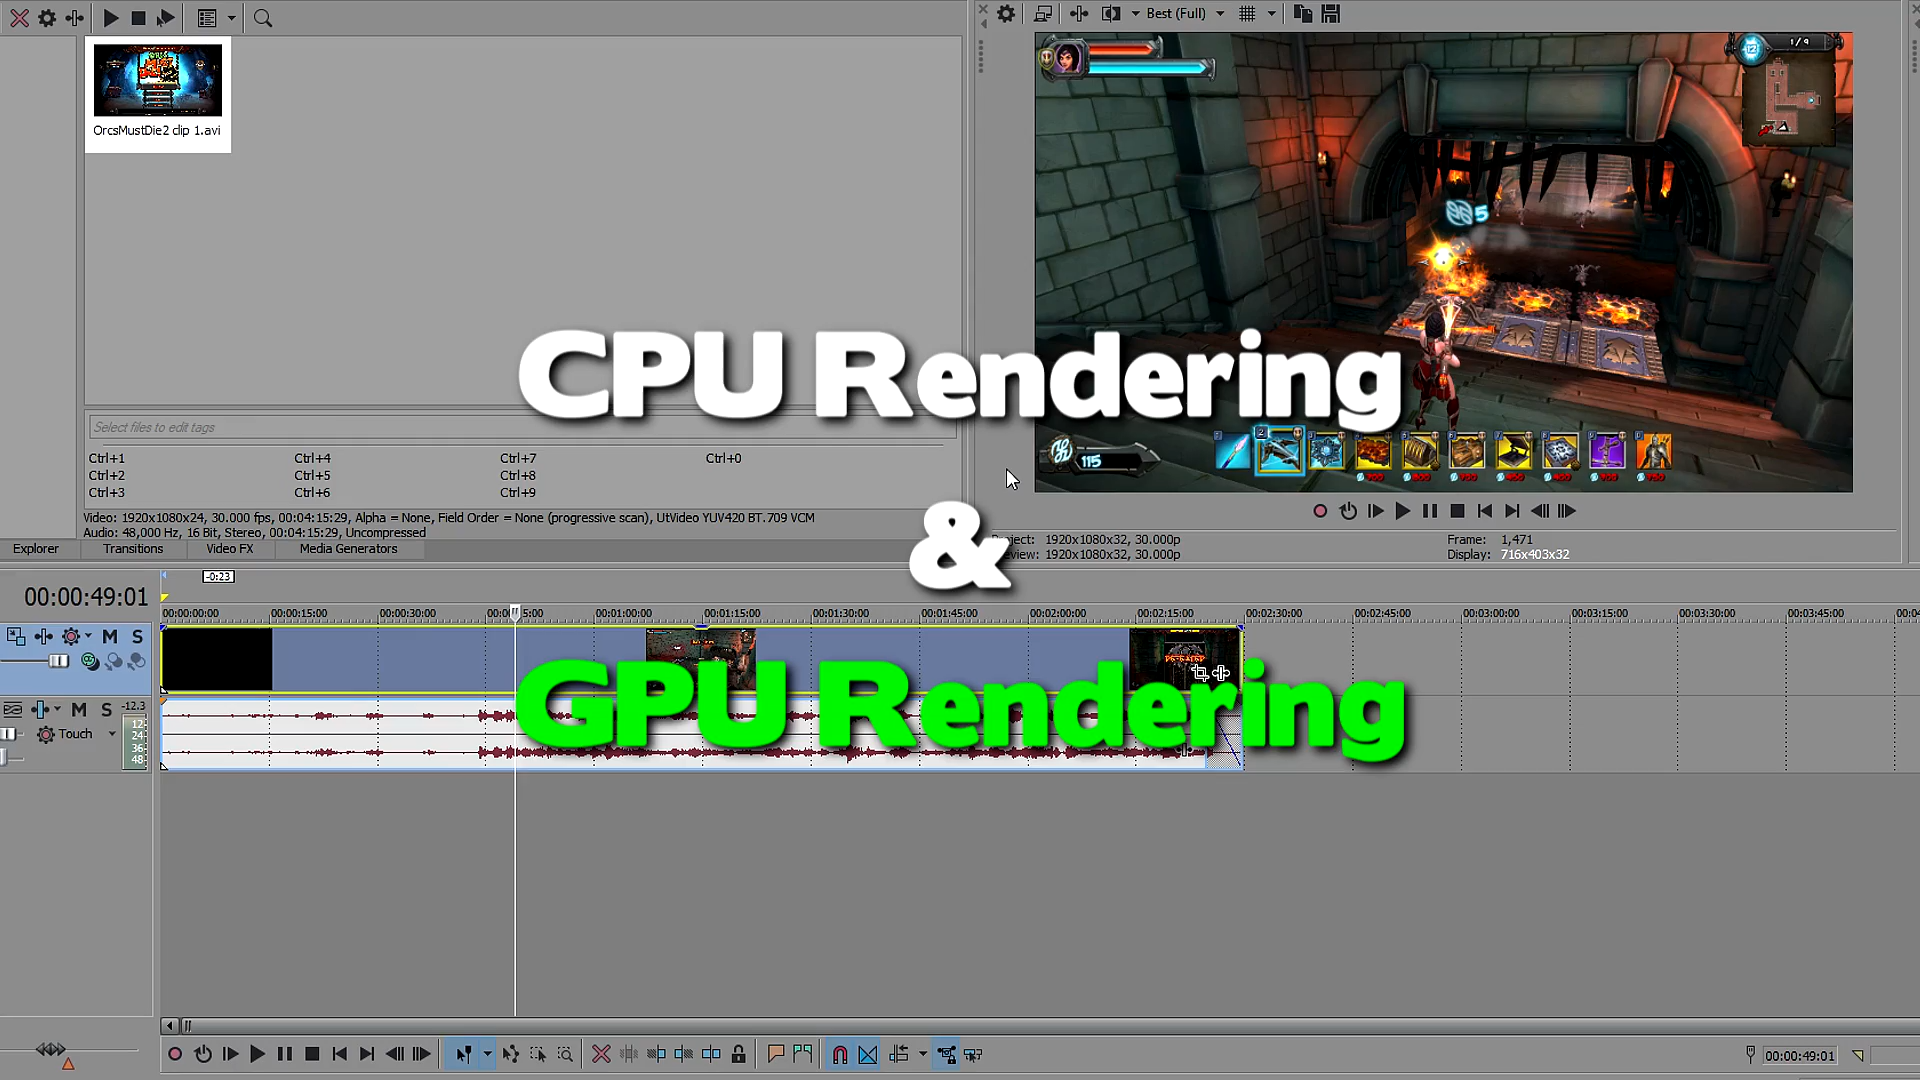 Best (Full)
OrcsMustDie2 clip 1.avi
1/9
12
5
115
CPU Rendering
&
GPU Rendering
Select files to edit tags
Ctrl+1
Ctrl+4
Ctrl+7
Ctrl+0
Ctrl+2
Ctrl+5
Ctrl+8
Ctrl+3
Ctrl+6
Ctrl+9
Video: 1920x1080x24, 30.000 fps, 00:04:15:29, Alpha = None, Field Order = None (progressive scan), UtVideo YUV420 BT.709 VCM
Audio: 48,000 Hz, 16 Bit, Stereo, 00:04:15:29, Uncompressed
Explorer
Transitions
Video FX
Media Generators
1920x1080x32, 30.000p
Frame: 1,471
1920x1080x32, 30.000p
Display: 716x403x32
-0:23
00:00:49:01
00:00:00:00
00:00:15:00
00:00:30:00
00:01:00:00
00:01:15:00
00:01:30:00
00:01:45:00
00:02:00:00
00:02:15:00
00:02:30:00
00:02:45:00
00:03:00:00
00:03:15:00
00:03:30:00
00:03:45:00
M S
M S
-12.3
12
24
36
48
Touch
00:00:49:01